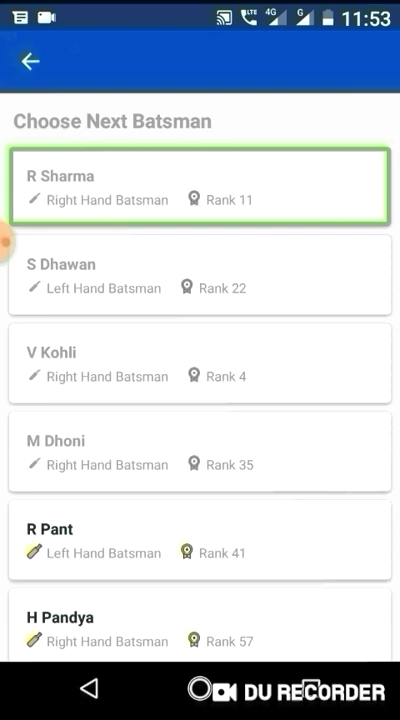 4G
G
LTE
11:53
Choose Next Batsman
R Sharma
Right Hand Batsman Rank 11
S Dhawan
Left Hand Batsman Rank 22
V Kohli
Right Hand Batsman Rank 4
M Dhoni
Right Hand Batsman Rank 35
R Pant
Left Hand Batsman Rank 41
H Pandya
Right Hand Batsman Rank 57
DU RECORDER